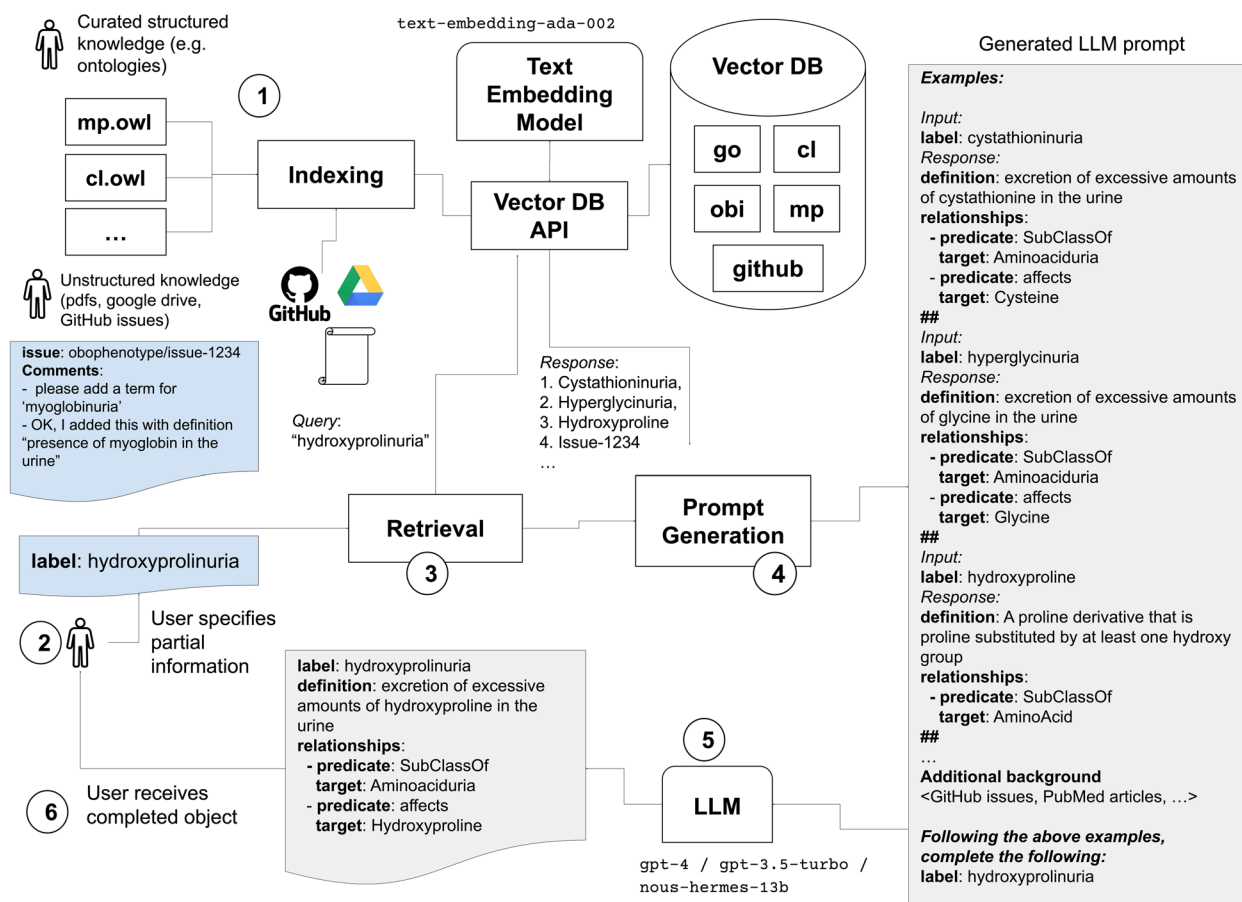 Curated structured
knowledge (e.g.
ontologies)
1
mp.owl
cl.owl
...
Indexing
text-embedding-ada-002
Text
Embedding
Model
Vector DB
API
Vector DB
go
cl
obi
mp
github
Unstructured knowledge
(pdfs, google drive,
GitHub issues)
GitHub
issue: obophenotype/issue-1234
Comments:
- please add a term for
‘myoglobinuria’
- OK, I added this with definition
“presence of myoglobin in the
urine”
Query:
“hydroxyprolinuria”
Response:
1. Cystathioninuria,
2. Hyperglycinuria,
3. Hydroxyproline
4. Issue-1234
...
label: hydroxyprolinuria
2
User specifies
partial
information
Retrieval
3
Prompt
Generation
4
Generated LLM prompt
Examples:
Input:
label: cystathioninuria
Response:
definition: excretion of excessive amounts
of cystathionine in the urine
relationships:
- predicate: SubClassOf
target: Aminoaciduria
- predicate: affects
target: Cysteine
##
Input:
label: hyperglycinuria
Response:
definition: excretion of excessive amounts
of glycine in the urine
relationships:
- predicate: SubClassOf
target: Aminoaciduria
- predicate: affects
target: Glycine
##
Input:
label: hydroxyproline
Response:
definition: A proline derivative that is
proline substituted by at least one hydroxy
group
relationships:
- predicate: SubClassOf
target: AminoAcid
##
...
Additional background
<GitHub issues, PubMed articles, ...>
Following the above examples,
complete the following:
label: hydroxyprolinuria
5
LLM
gpt-4 / gpt-3.5-turbo /
nous-hermes-13b
label: hydroxyprolinuria
definition: excretion of excessive
amounts of hydroxyproline in the
urine
relationships:
- predicate: SubClassOf
target: Aminoaciduria
- predicate: affects
target: Hydroxyproline
6
User receives
completed object